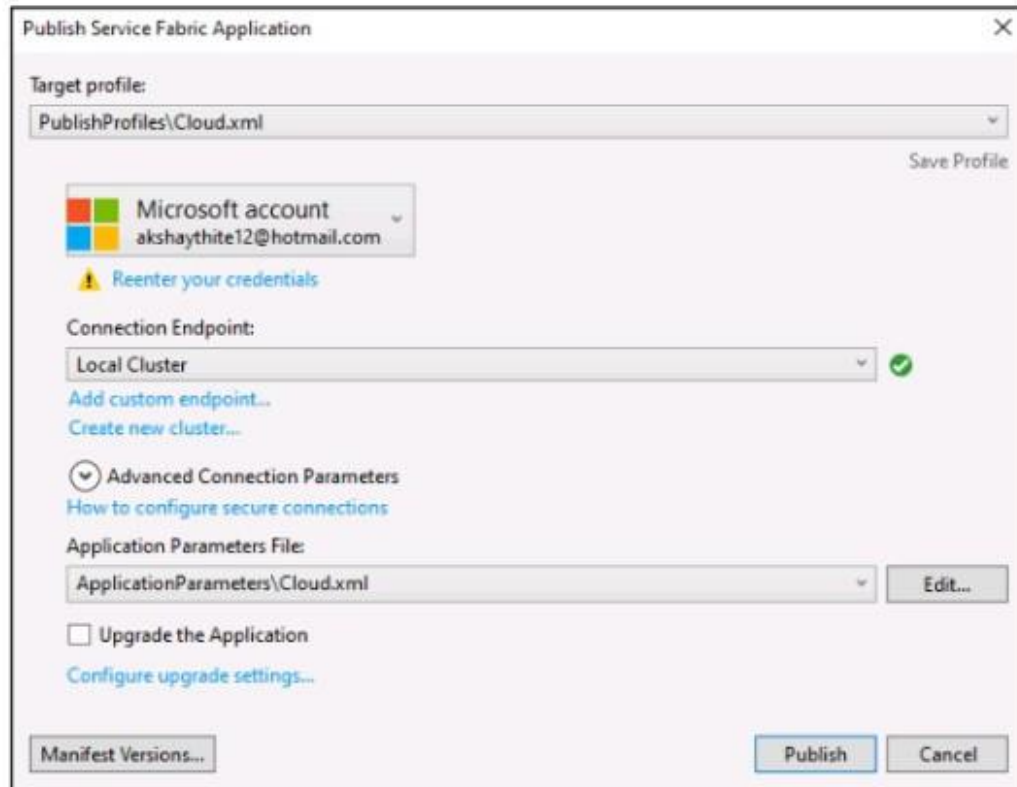 Publish Service Fabric Application
Target profile:
PublishProfiles\Cloud.xml
Save Profile
Microsoft account
akshaythite12@hotmail.com
Reenter your credentials
Connection Endpoint:
Local Cluster
Add custom endpoint...
Create new cluster...
Advanced Connection Parameters
How to configure secure connections
Application Parameters File:
ApplicationParameters\Cloud.xml
Edit...
Upgrade the Application
Configure upgrade settings...
Manifest Versions...
Publish
Cancel